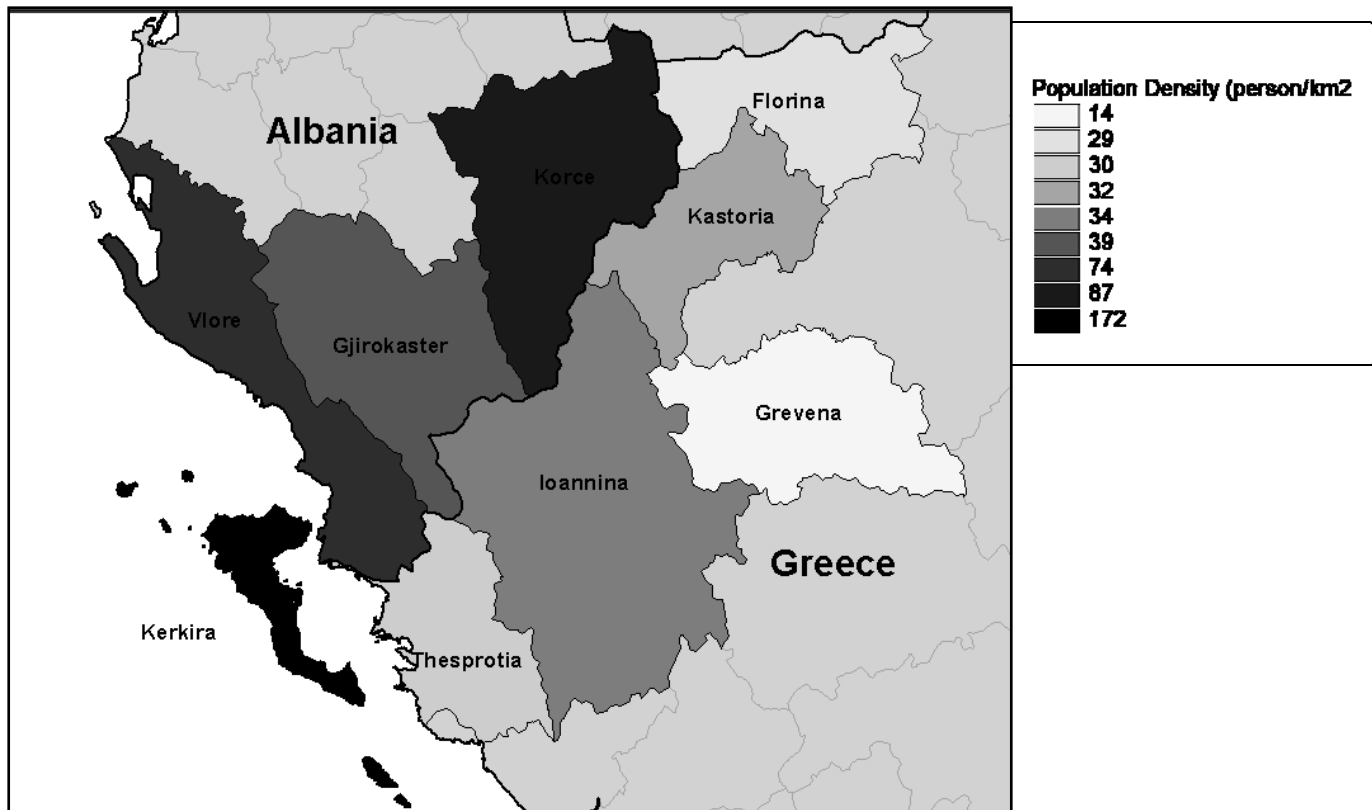 Albania
Florina
Korce
Kastoria
Vlore
Gjirokaster
Grevena
Ioannina
Greece
Kerkira
Thesprotia
Population Density (person/km2
14
29
30
32
34
39
74
87
172